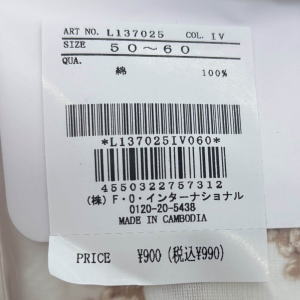 ART NO. L137025 COL. IV
SIZE 50～60
QUA.
綿 100%
*L137025IV060*
4550322757312
(株)F・O・インターナショナル
0120-20-5438
MADE IN CAMBODIA
PRICE ¥900 (税込¥990)